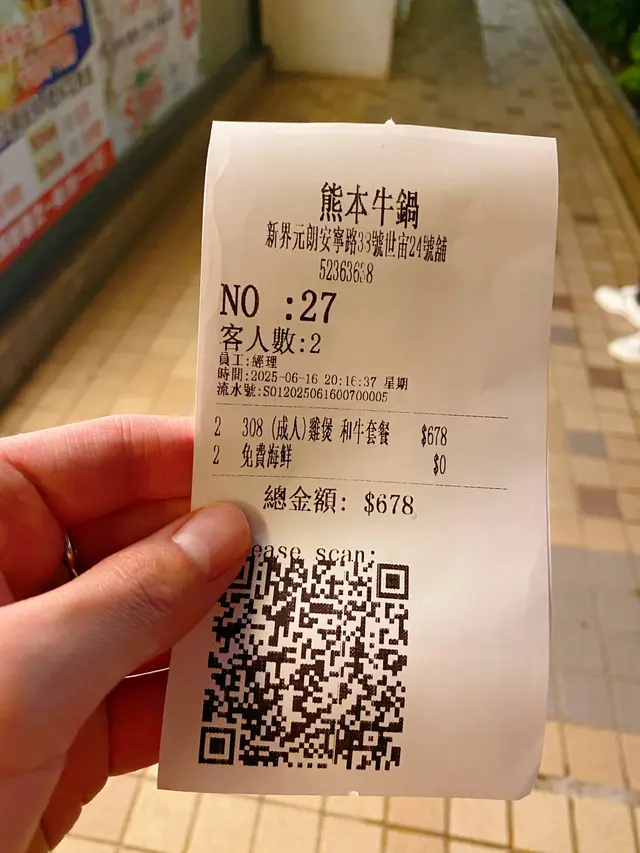 熊本牛鍋
新界元朗安寧路38號世宙24號舖
52363638
NO :27
客人數:2
員工:經理
時間:2025-06-16 20:16:37 星期
流水號:S012025061600700005
2 308 (成人)雞煲 和牛套餐 $678
2 免費海鮮 $0
總金額: $678
ease scan: